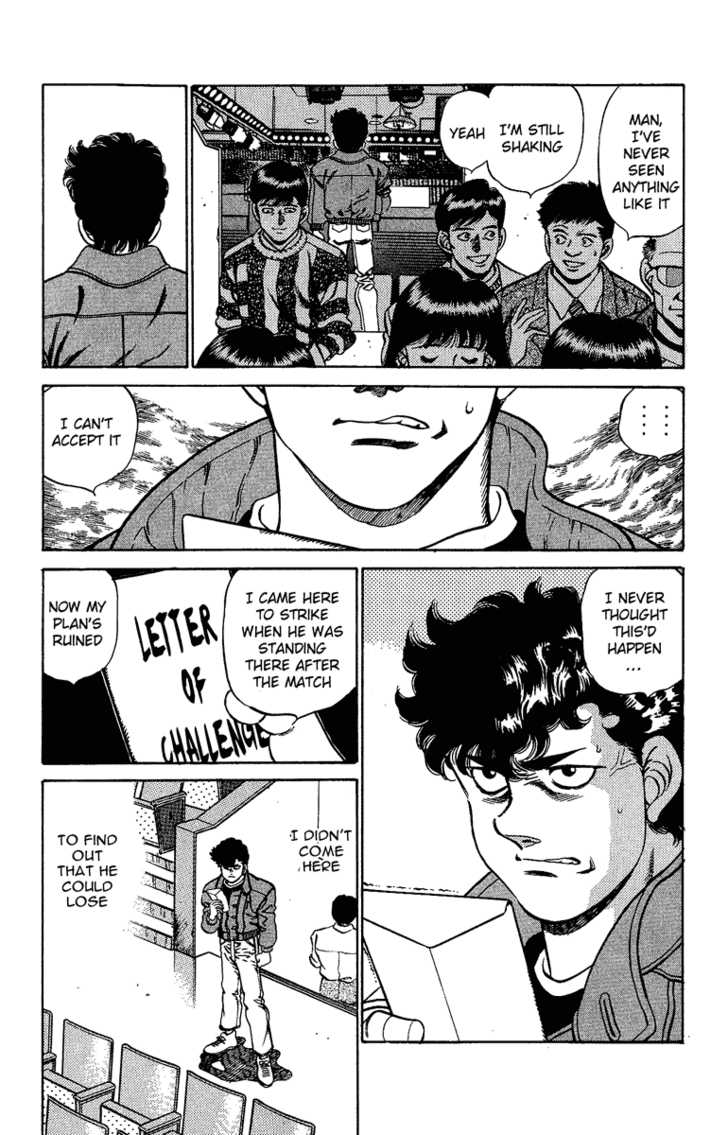 MAN,
I'VE
NEVER
SEEN
ANYTHING
LIKE IT
I'M STILL
SHAKING
YEAH
. . . .
I CAN'T
ACCEPT IT
I NEVER
THOUGHT
THIS'D
HAPPEN
...
I CAME HERE
TO STRIKE
WHEN HE WAS
STANDING
THERE AFTER
THE MATCH
LETTER
OF
CHALLENGE
NOW MY
PLAN'S
RUINED
I DIDN'T
COME
HERE
TO FIND
OUT
THAT HE
COULD
LOSE